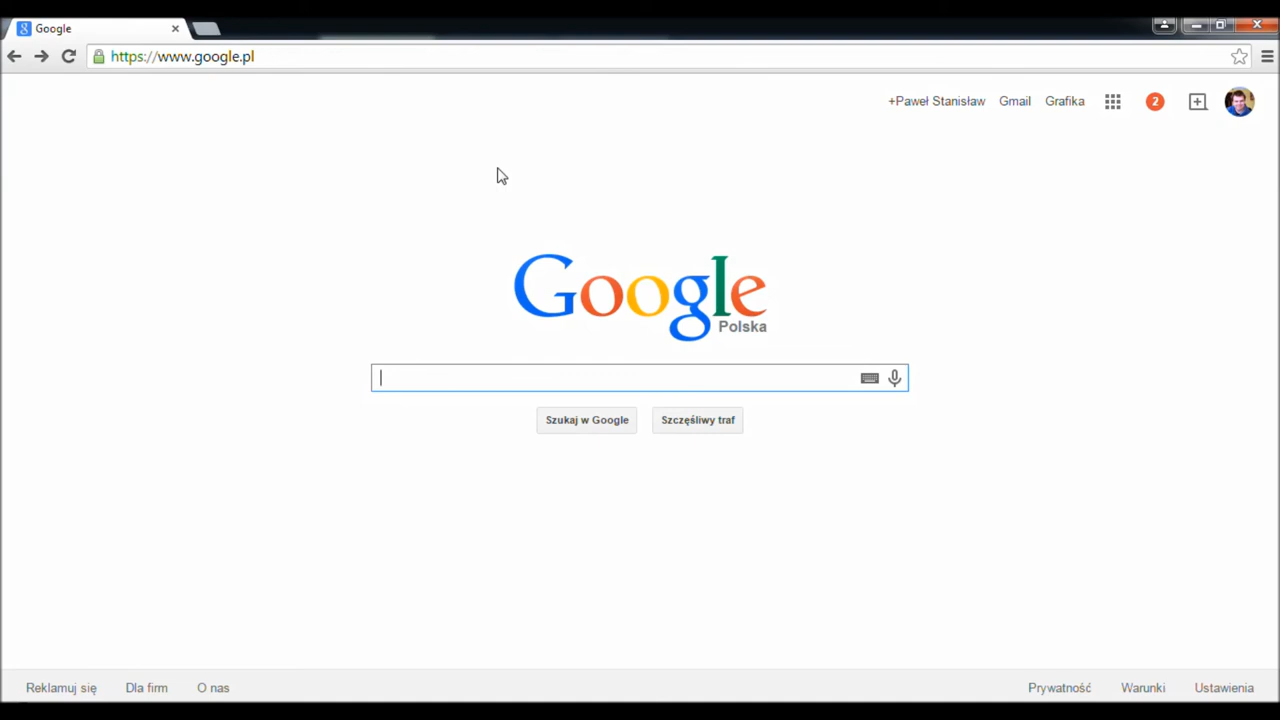 Google
https://www.google.pl
+Paweł Stanisław Gmail Grafika 2
Google
Polska
Szukaj w Google Szczęśliwy traf
Reklamuj się Dla firm O nas Prywatność Warunki Ustawienia